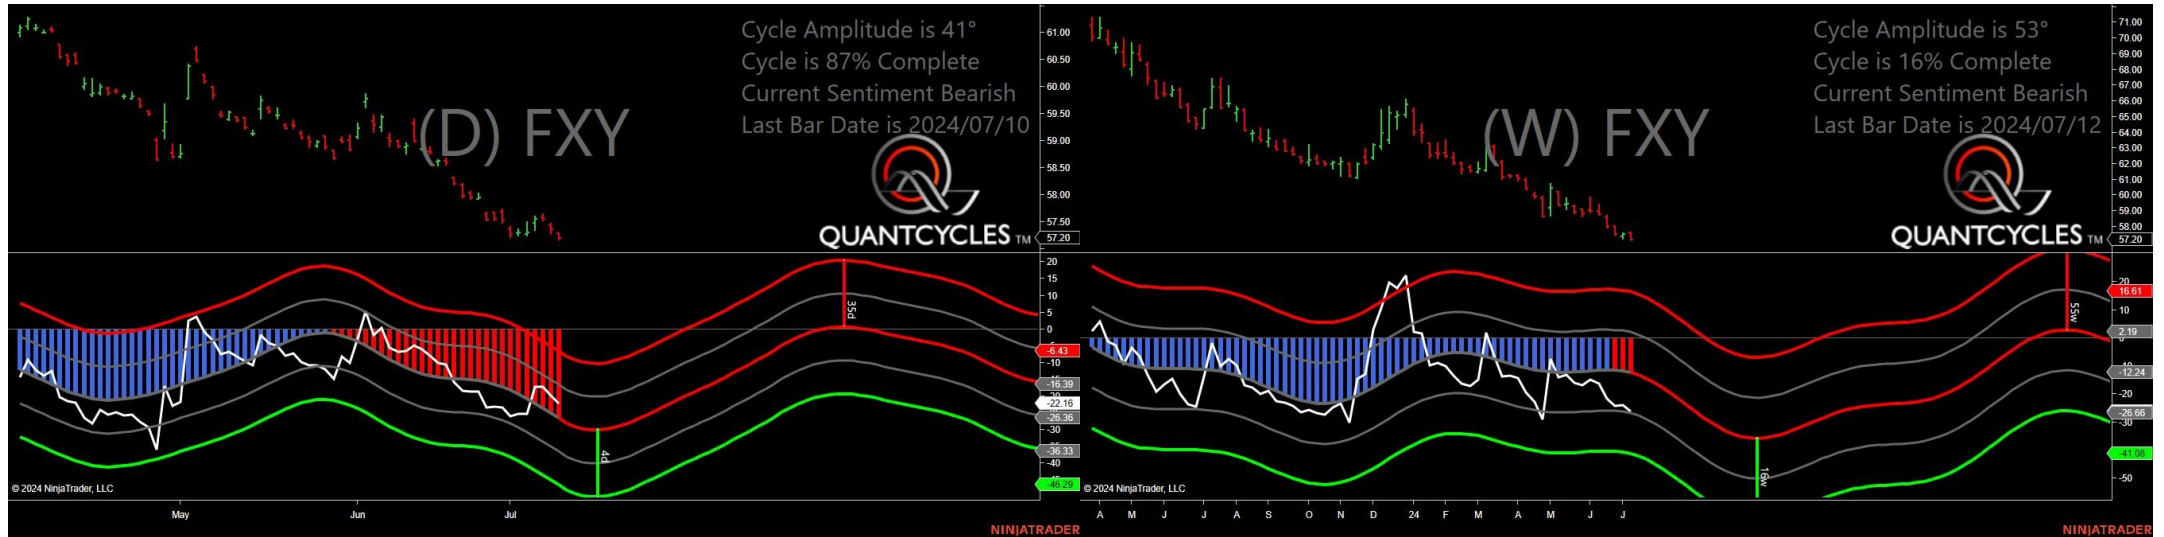 Cycle Amplitude is 41°
Cycle is 87% Complete
Current Sentiment Bearish
Last Bar Date is 2024/07/10
(D) FXY
QUANTCYCLES TM
61.00
60.50
60.00
59.50
59.00
58.50
58.00
57.50
57.20
20
15
10
5
0
-6.43
-10
-16.39
-22.16
-26.36
-30
-36.33
-40
-46.29
35d
4d
© 2024 NinjaTrader, LLC
May Jun Jul
NINJATRADER
Cycle Amplitude is 53°
Cycle is 16% Complete
Current Sentiment Bearish
Last Bar Date is 2024/07/12
(W) FXY
QUANTCYCLES TM
71.00
70.00
69.00
68.00
67.00
66.00
65.00
64.00
63.00
62.00
61.00
60.00
59.00
58.00
57.20
20
16.61
10
2.19
0
-12.24
-20
-26.66
-30
-41.08
-50
55w
16w
© 2024 NinjaTrader, LLC
A M J J A S O N D 24 F M A M J J
NINJATRADER